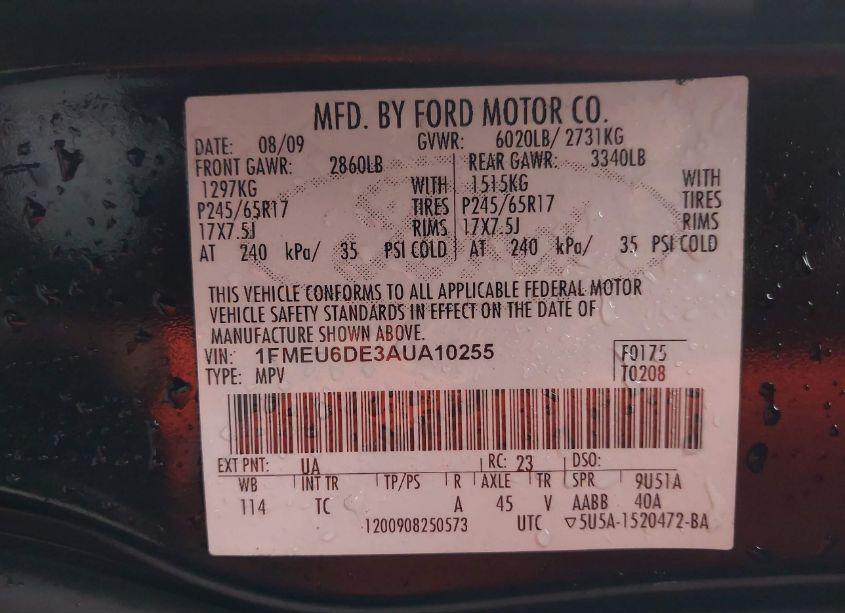 MFD. BY FORD MOTOR CO.
DATE: 08/09 GVWR: 6020LB/ 2731KG
FRONT GAWR: 2860LB REAR GAWR: 3340LB
1297KG WITH 1515KG WITH
P245/65R17 TIRES P245/65R17 TIRES
17X7.5J RIMS 17X7.5J RIMS
AT 240 kPa/ 35 PSI COLD AT 240 kPa/ 35 PSI COLD
THIS VEHICLE CONFORMS TO ALL APPLICABLE FEDERAL MOTOR
VEHICLE SAFETY STANDARDS IN EFFECT ON THE DATE OF
MANUFACTURE SHOWN ABOVE.
VIN: 1FMEU6DE3AUA10255 F0175
TYPE: MPV T0208
EXT PNT: UA RC: 23 DSO:
WB INT TR TP/PS R AXLE TR SPR 9U51A
114 TC A 45 V AABB 40A
1200908250573 UTC ▽5U5A-1520472-BA